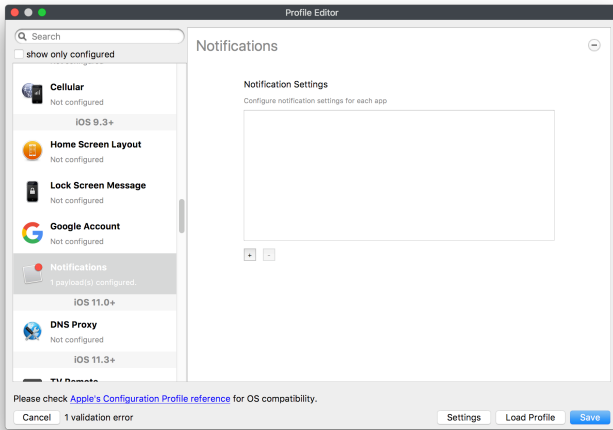 Profile Editor
Search
show only configured
Cellular
Not configured
iOS 9.3+
Home Screen Layout
Not configured
Lock Screen Message
Not configured
Google Account
Not configured
Notifications
1 payload(s) configured.
iOS 11.0+
DNS Proxy
Not configured
iOS 11.3+
TV Remote
Notifications
Notification Settings
Configure notification settings for each app
+ -
Please check Apple's Configuration Profile reference for OS compatibility.
Cancel 1 validation error Settings Load Profile Save